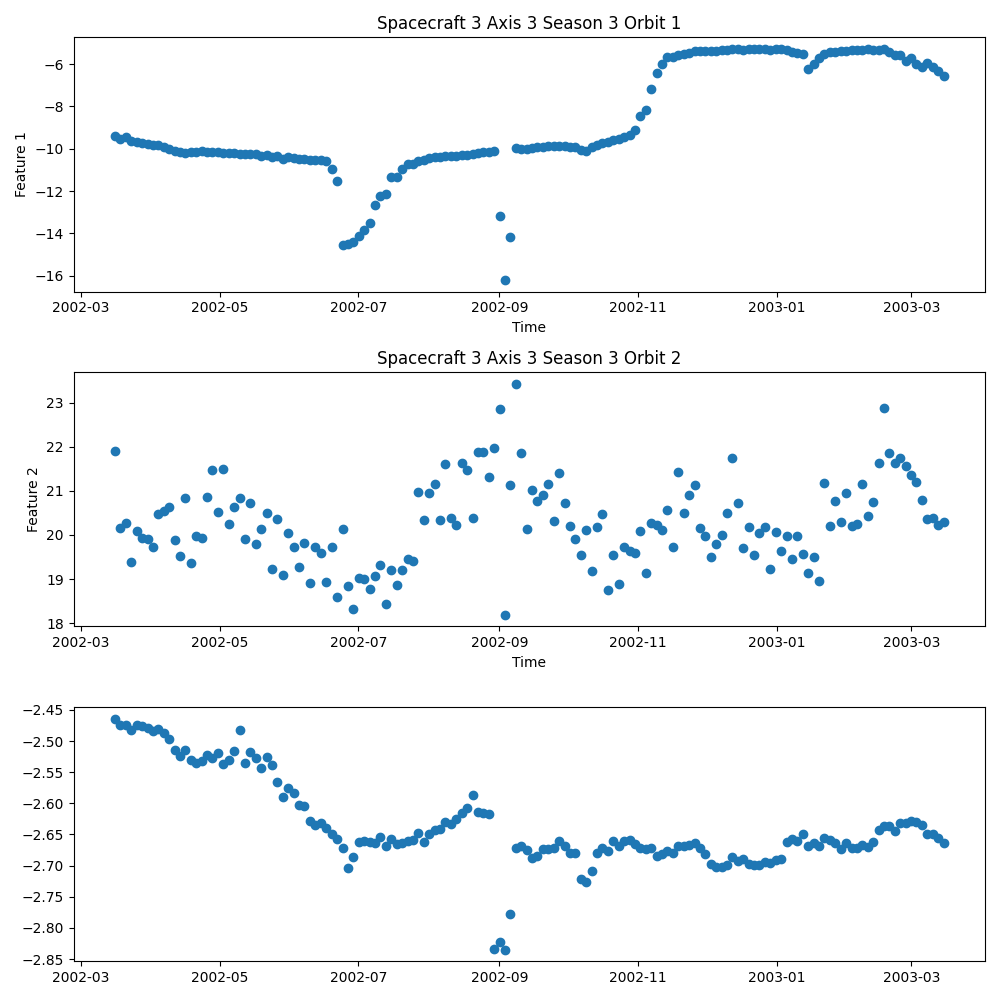 Spacecraft 3 Axis 3 Season 3 Orbit 1
Feature 1
−6
−8
−10
−12
−14
−16
2002-03 2002-05 2002-07 2002-09 2002-11 2003-01 2003-03
Time
Spacecraft 3 Axis 3 Season 3 Orbit 2
Feature 2
23
22
21
20
19
18
2002-03 2002-05 2002-07 2002-09 2002-11 2003-01 2003-03
Time
−2.45
−2.50
−2.55
−2.60
−2.65
−2.70
−2.75
−2.80
−2.85
2002-03 2002-05 2002-07 2002-09 2002-11 2003-01 2003-03